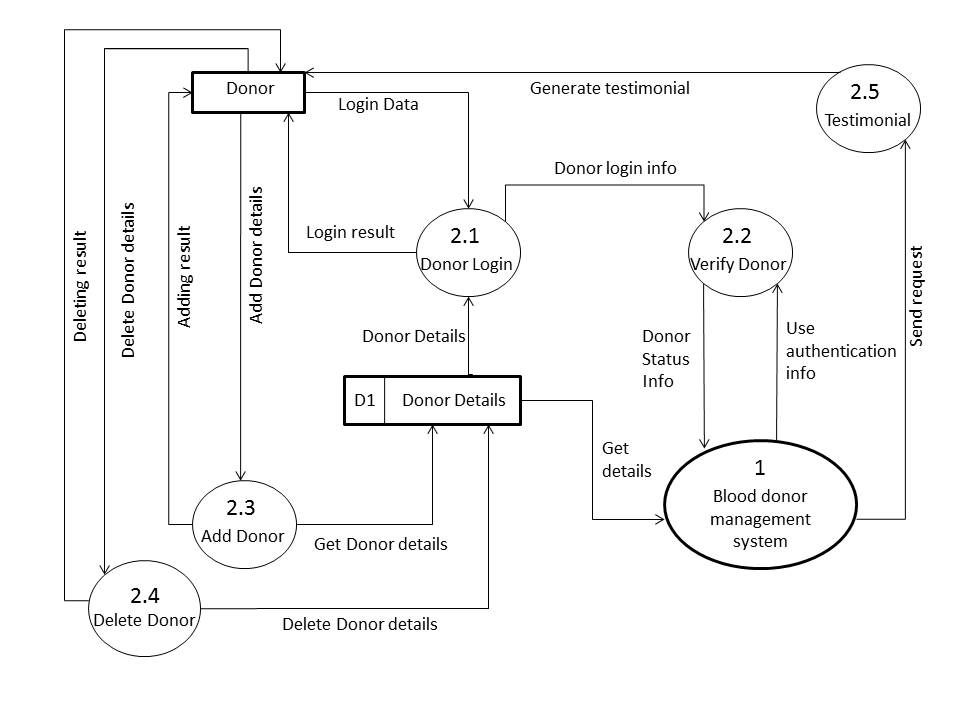 Donor
Login Data
Generate testimonial
2.5
Testimonial
Donor login info
Deleting result
Delete Donor details
Adding result
Add Donor details
Login result
2.1
Donor Login
2.2
Verify Donor
Send request
Donor Details
Donor
Status
Info
Use
authentication
info
D1 Donor Details
Get
details
1
Blood donor
management
system
2.3
Add Donor
Get Donor details
2.4
Delete Donor
Delete Donor details